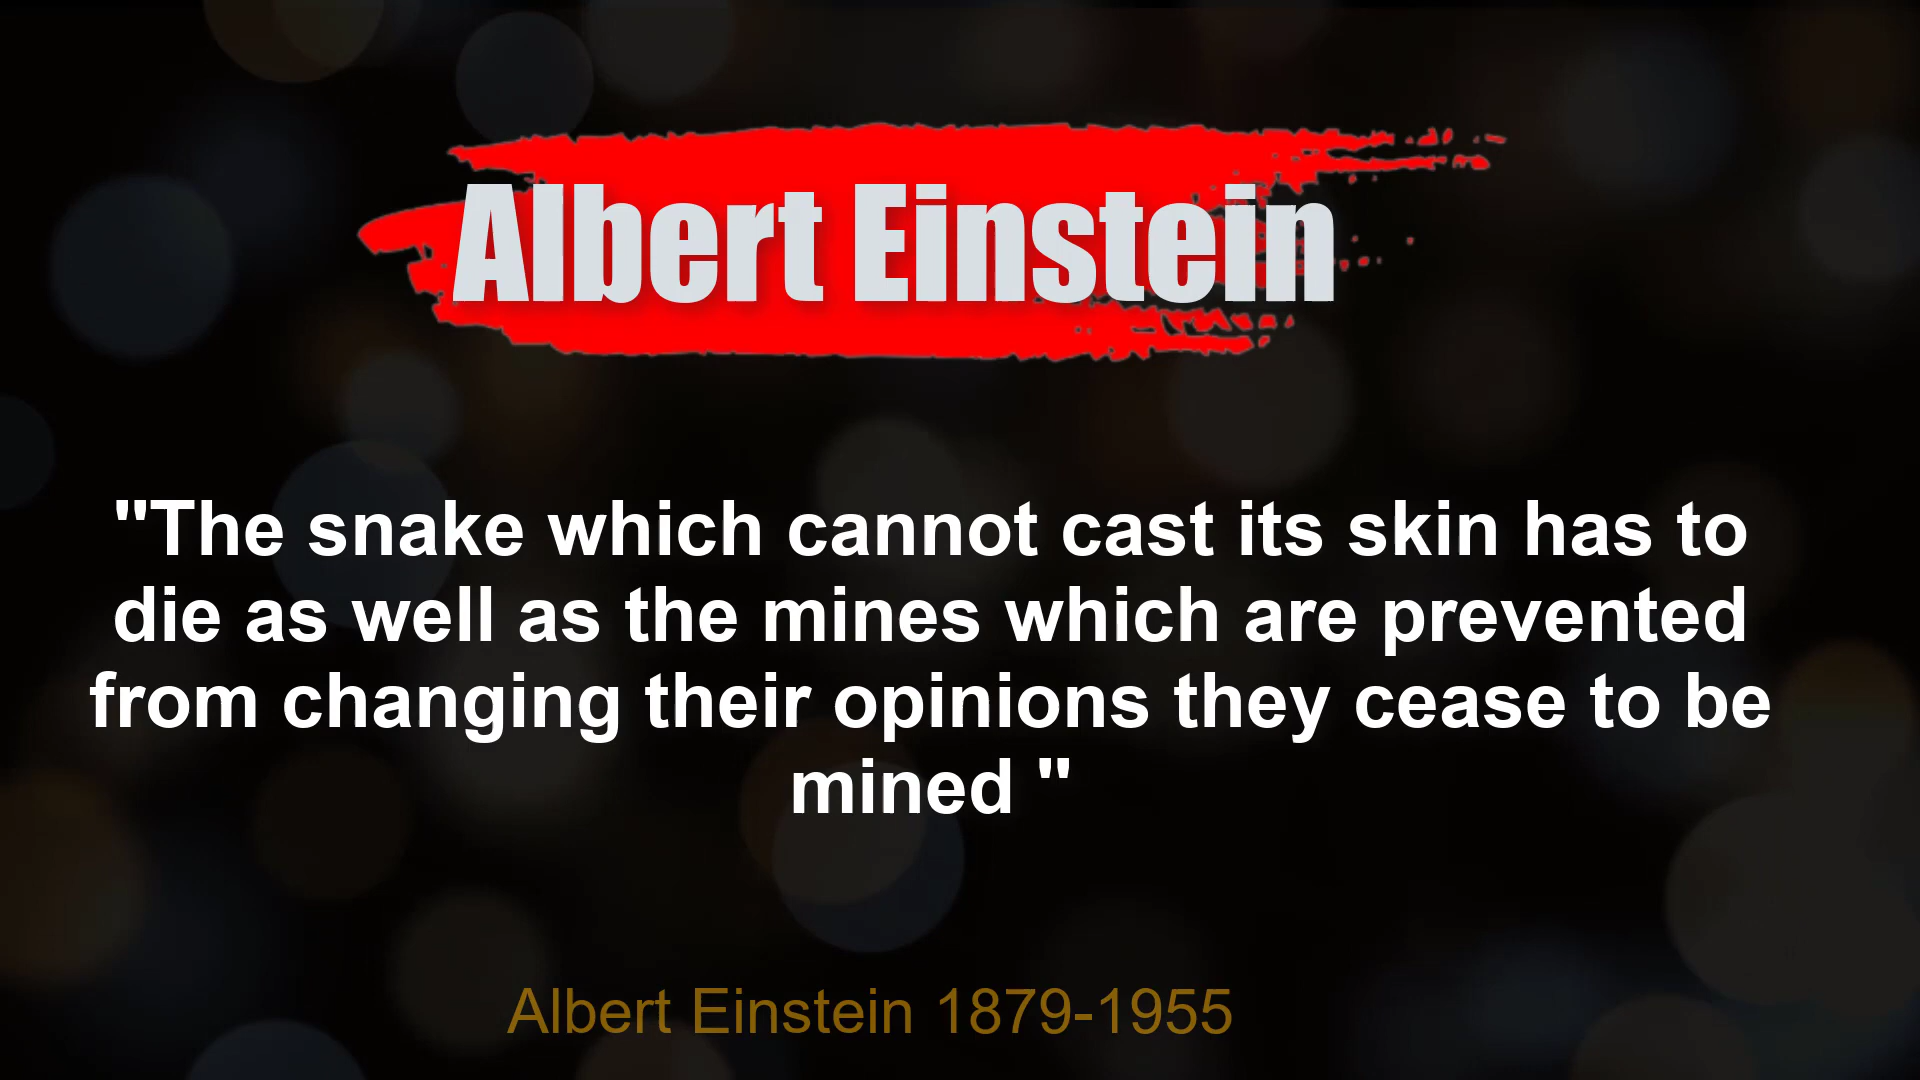 Albert Einstein
"The snake which cannot cast its skin has to
die as well as the mines which are prevented
from changing their opinions they cease to be
mined "
Albert Einstein 1879-1955